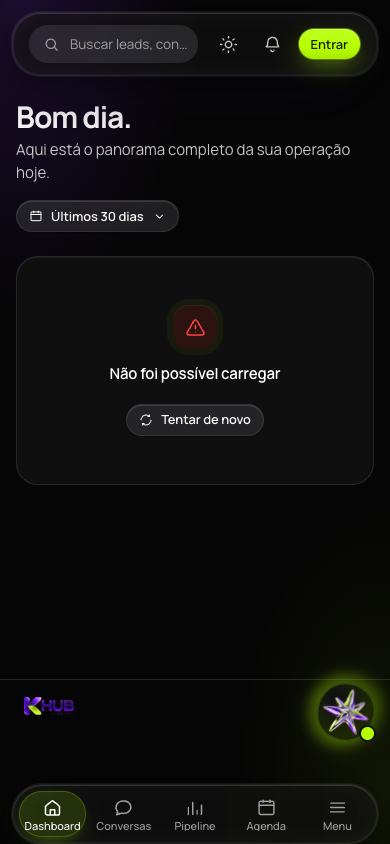 Buscar leads, con...
Entrar
Bom dia.
Aqui está o panorama completo da sua operação
hoje.
Últimos 30 dias
Não foi possível carregar
Tentar de novo
KHUB
Dashboard
Conversas
Pipeline
Agenda
Menu